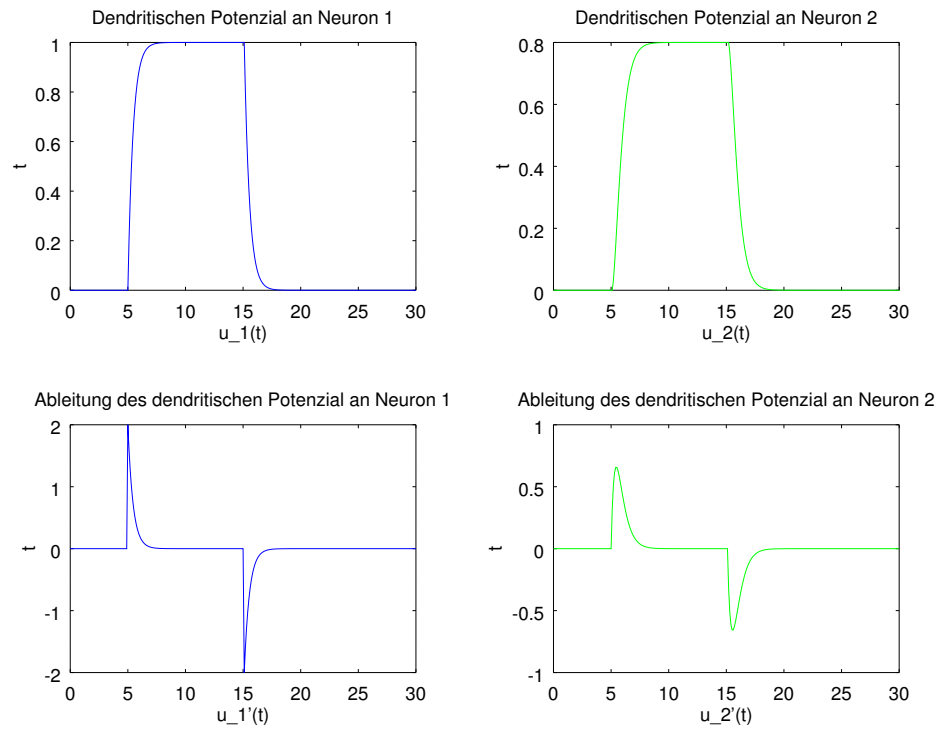 Dendritischen Potenzial an Neuron 1
1
0.8
0.6
0.4
0.2
0
t
0 5 10 15 20 25 30
u_1(t)
Dendritischen Potenzial an Neuron 2
0.8
0.6
0.4
0.2
0
t
0 5 10 15 20 25 30
u_2(t)
Ableitung des dendritischen Potenzial an Neuron 1
2
1
0
-1
-2
t
0 5 10 15 20 25 30
u_1'(t)
Ableitung des dendritischen Potenzial an Neuron 2
1
0.5
0
-0.5
-1
t
0 5 10 15 20 25 30
u_2'(t)